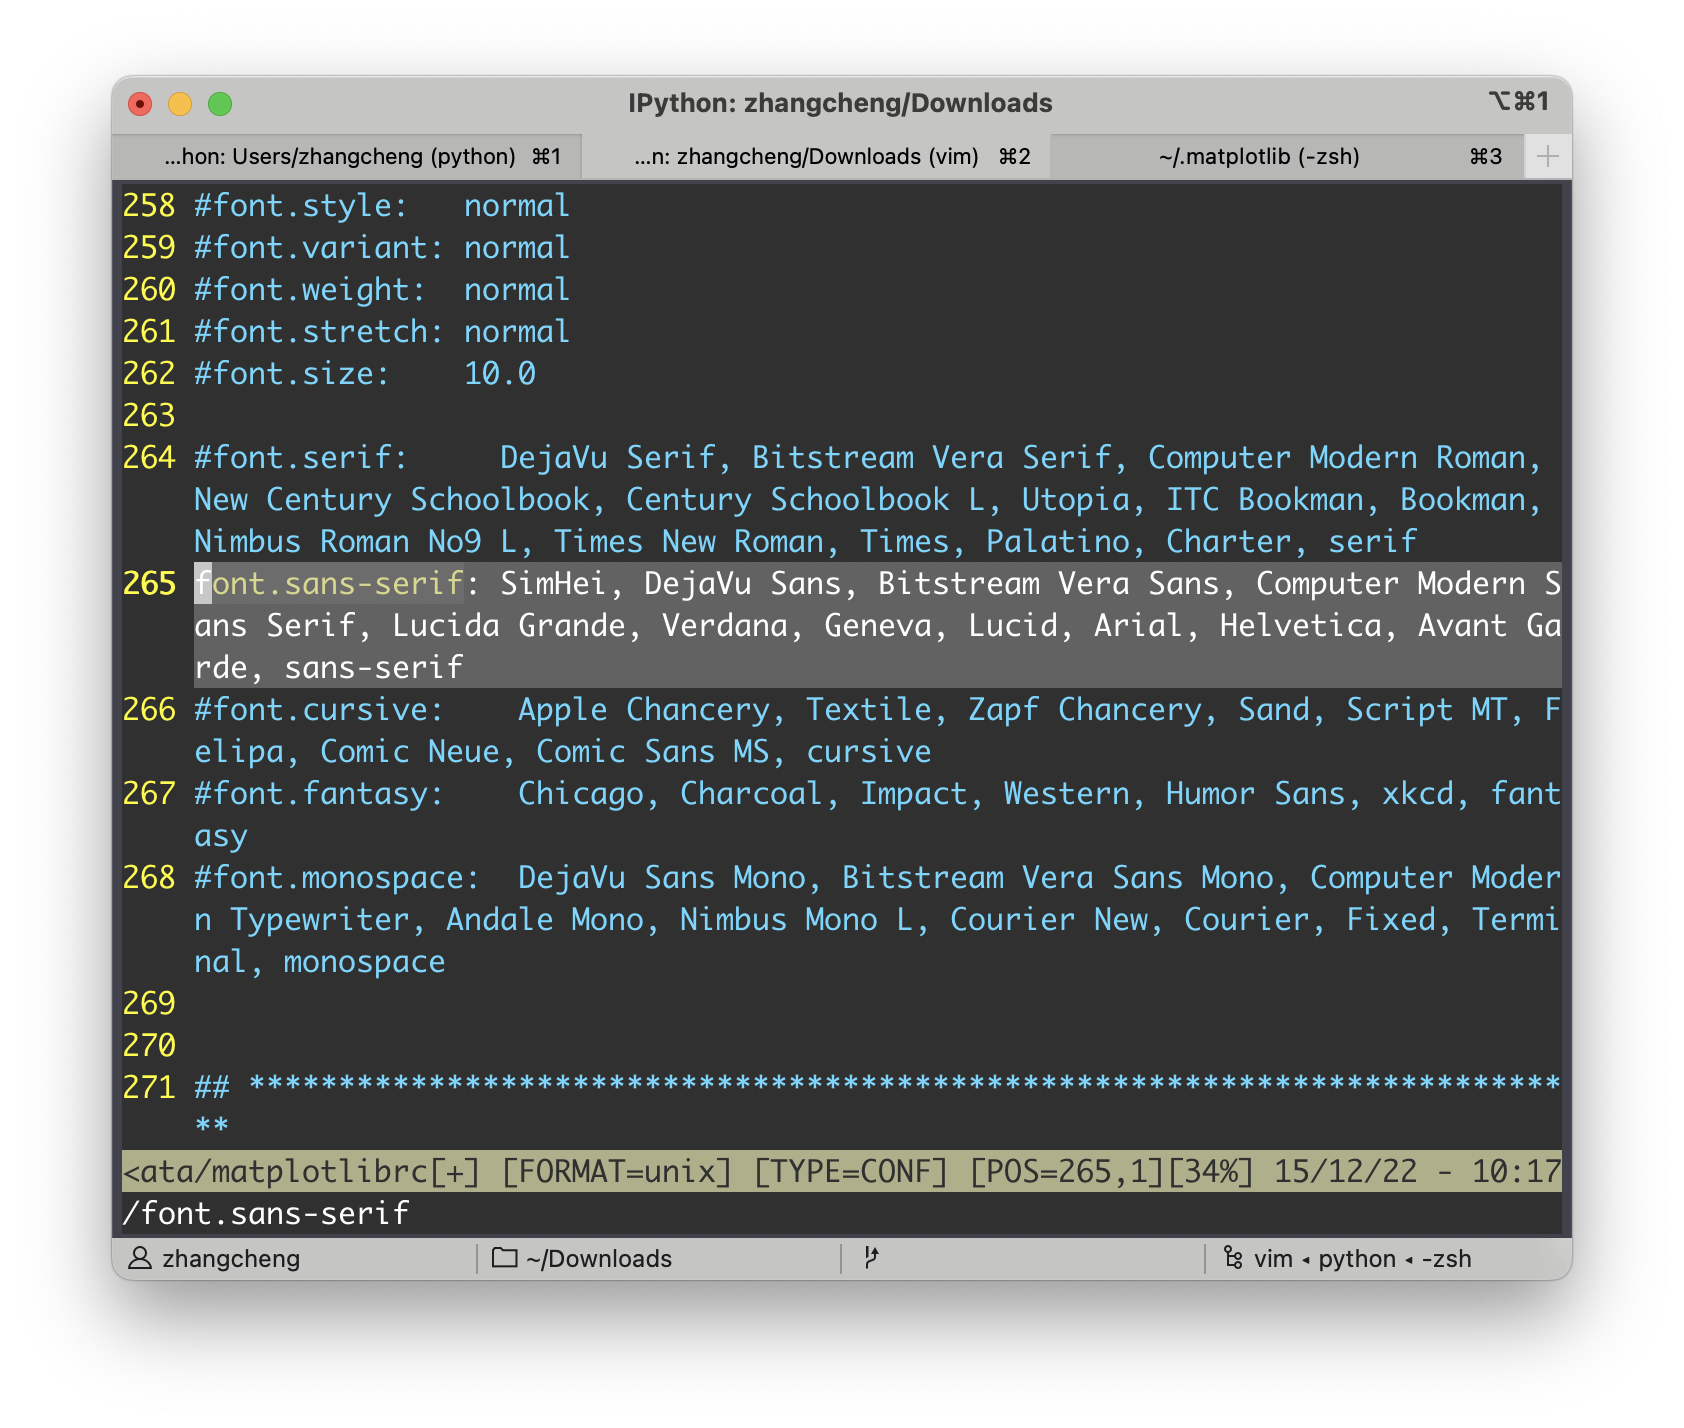 IPython: zhangcheng/Downloads ⌥⌘1
...hon: Users/zhangcheng (python) ⌘1 ...n: zhangcheng/Downloads (vim) ⌘2 ~/.matplotlib (-zsh) ⌘3 +
258 #font.style:   normal
259 #font.variant: normal
260 #font.weight:  normal
261 #font.stretch: normal
262 #font.size:    10.0
263
264 #font.serif:     DejaVu Serif, Bitstream Vera Serif, Computer Modern Roman,
New Century Schoolbook, Century Schoolbook L, Utopia, ITC Bookman, Bookman,
Nimbus Roman No9 L, Times New Roman, Times, Palatino, Charter, serif
265 font.sans-serif: SimHei, DejaVu Sans, Bitstream Vera Sans, Computer Modern S
ans Serif, Lucida Grande, Verdana, Geneva, Lucid, Arial, Helvetica, Avant Ga
rde, sans-serif
266 #font.cursive:    Apple Chancery, Textile, Zapf Chancery, Sand, Script MT, F
elipa, Comic Neue, Comic Sans MS, cursive
267 #font.fantasy:    Chicago, Charcoal, Impact, Western, Humor Sans, xkcd, fant
asy
268 #font.monospace:  DejaVu Sans Mono, Bitstream Vera Sans Mono, Computer Moder
n Typewriter, Andale Mono, Nimbus Mono L, Courier New, Courier, Fixed, Termi
nal, monospace
269
270
271 ## *************************************************************************
**
<ata/matplotlibrc[+] [FORMAT=unix] [TYPE=CONF] [POS=265,1][34%] 15/12/22 - 10:17
/font.sans-serif
zhangcheng ~/Downloads vim ◂ python ◂ -zsh